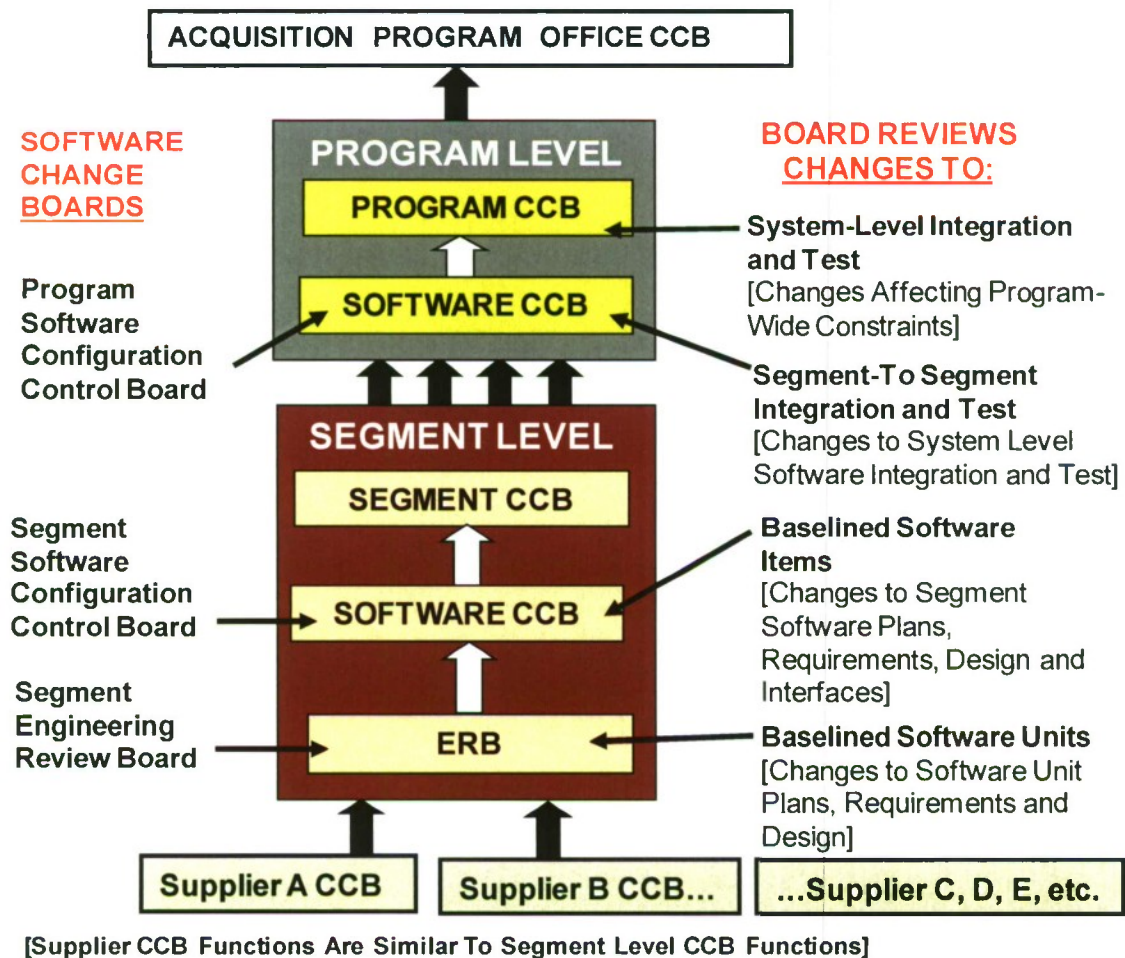 ACQUISITION PROGRAM OFFICE CCB
SOFTWARE
CHANGE
BOARDS
PROGRAM LEVEL
PROGRAM CCB
SOFTWARE CCB
BOARD REVIEWS
CHANGES TO:
Program
Software
Configuration
Control Board
System-Level Integration
and Test
[Changes Affecting Program-
Wide Constraints]
Segment-To Segment
Integration and Test
[Changes to System Level
Software Integration and Test]
SEGMENT LEVEL
SEGMENT CCB
SOFTWARE CCB
ERB
Segment
Software
Configuration
Control Board
Baselined Software
Items
[Changes to Segment
Software Plans,
Requirements, Design and
Interfaces]
Segment
Engineering
Review Board
Baselined Software Units
[Changes to Software Unit
Plans, Requirements and
Design]
Supplier A CCB
Supplier B CCB...
...Supplier C, D, E, etc.
[Supplier CCB Functions Are Similar To Segment Level CCB Functions]